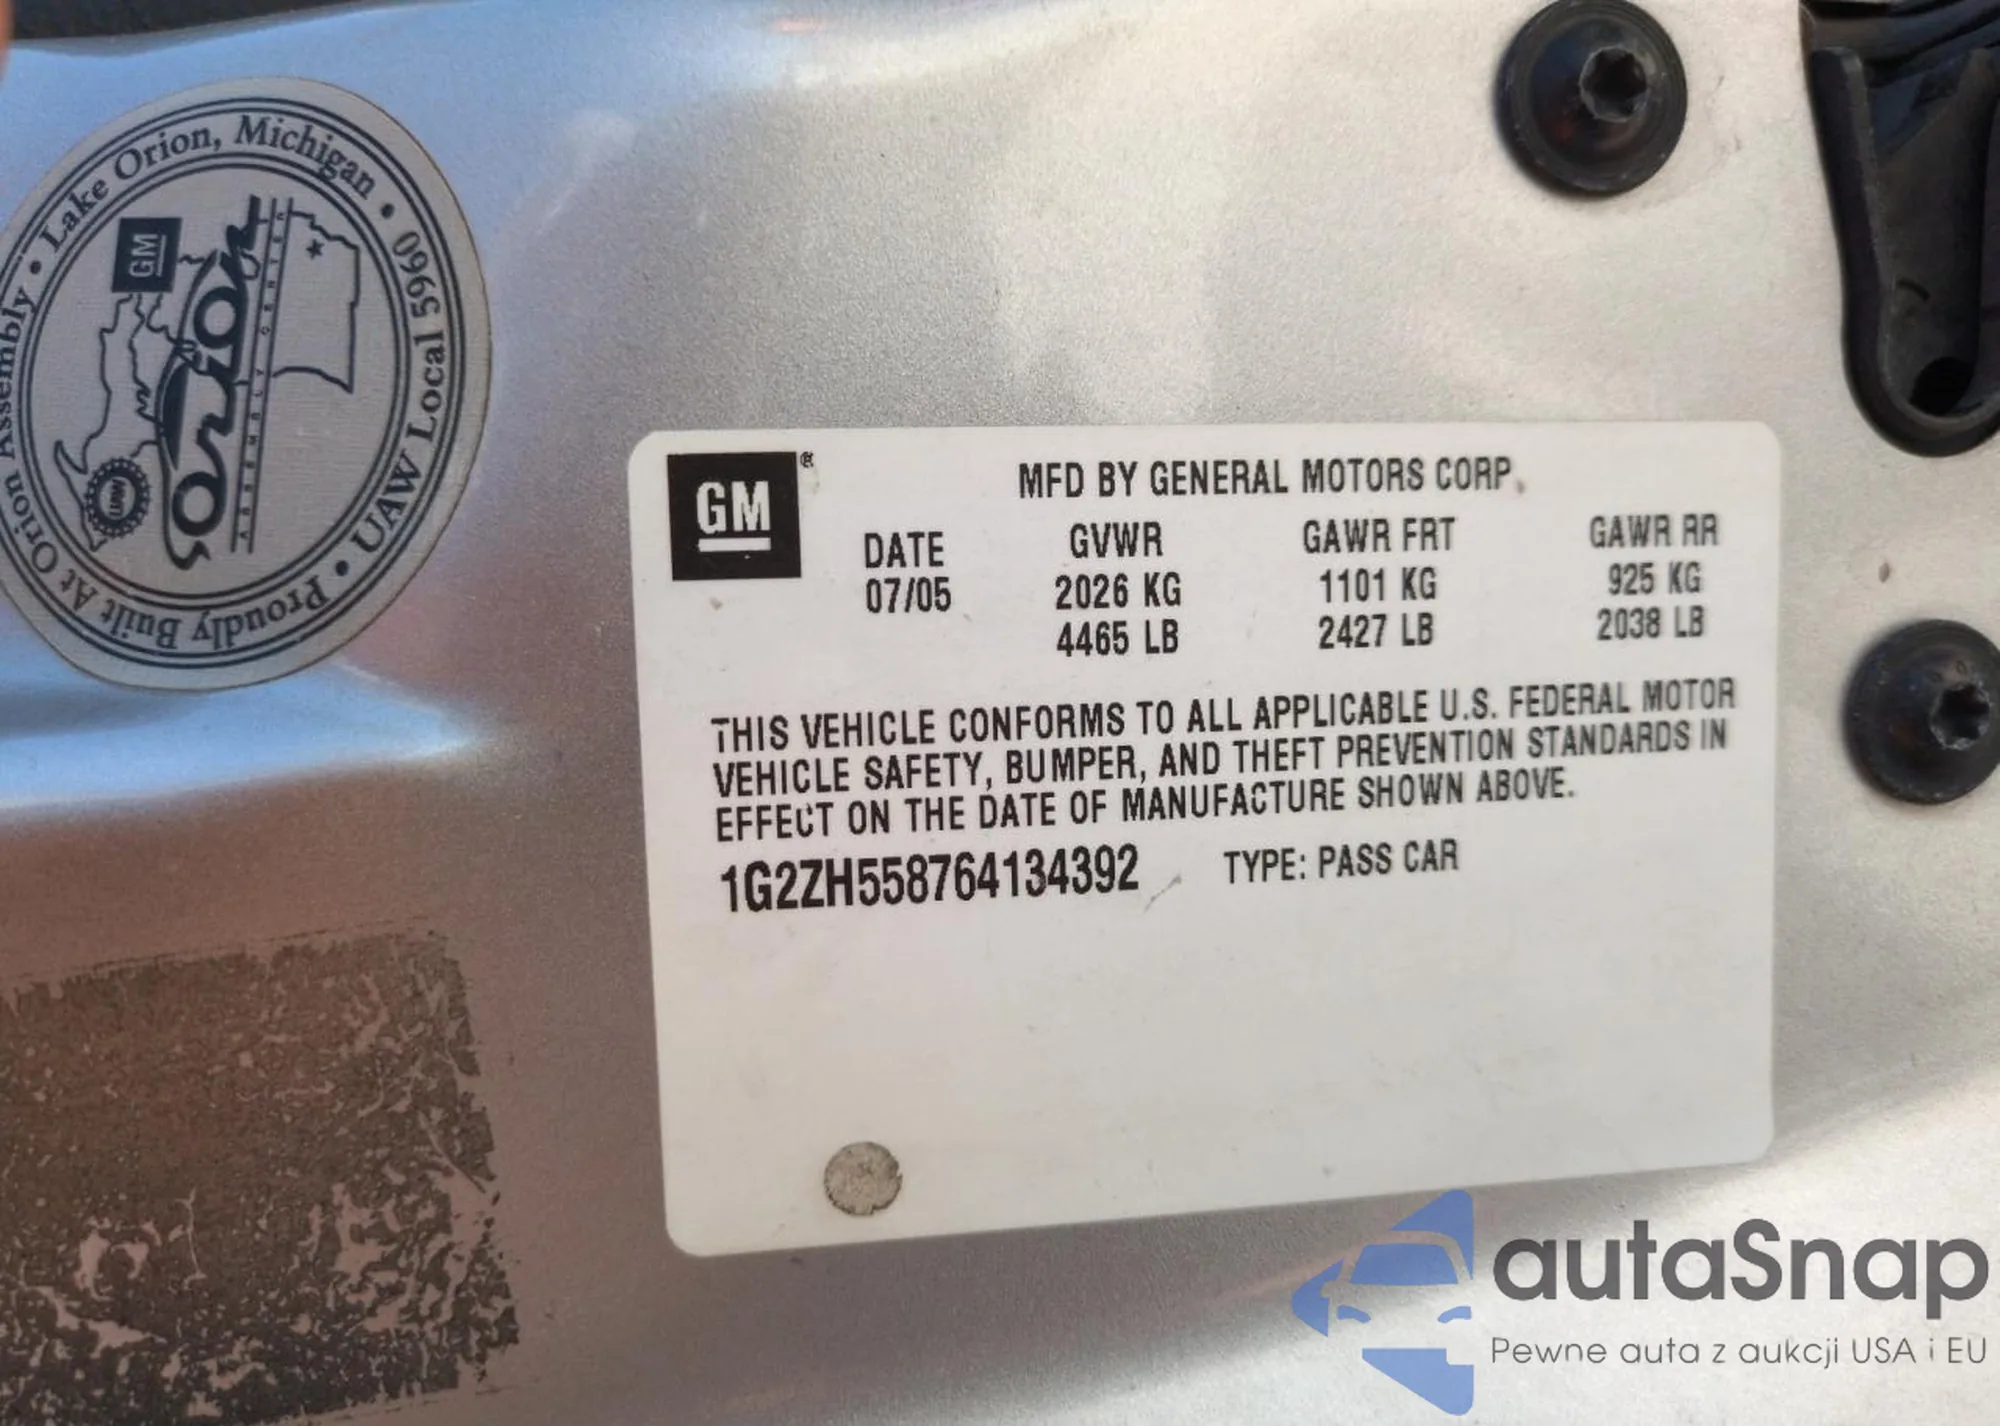 Proudly Built At Orion Assembly • Lake Orion, Michigan • UAW Local 5960 •
GM
Orion
ASSEMBLY CENTER
UAW
GM®
MFD BY GENERAL MOTORS CORP.
DATE GVWR GAWR FRT GAWR RR
07/05 2026 KG 1101 KG 925 KG
4465 LB 2427 LB 2038 LB
THIS VEHICLE CONFORMS TO ALL APPLICABLE U.S. FEDERAL MOTOR
VEHICLE SAFETY, BUMPER, AND THEFT PREVENTION STANDARDS IN
EFFECT ON THE DATE OF MANUFACTURE SHOWN ABOVE.
1G2ZH558764134392 TYPE: PASS CAR
autaSnap
Pewne auta z aukcji USA i EU